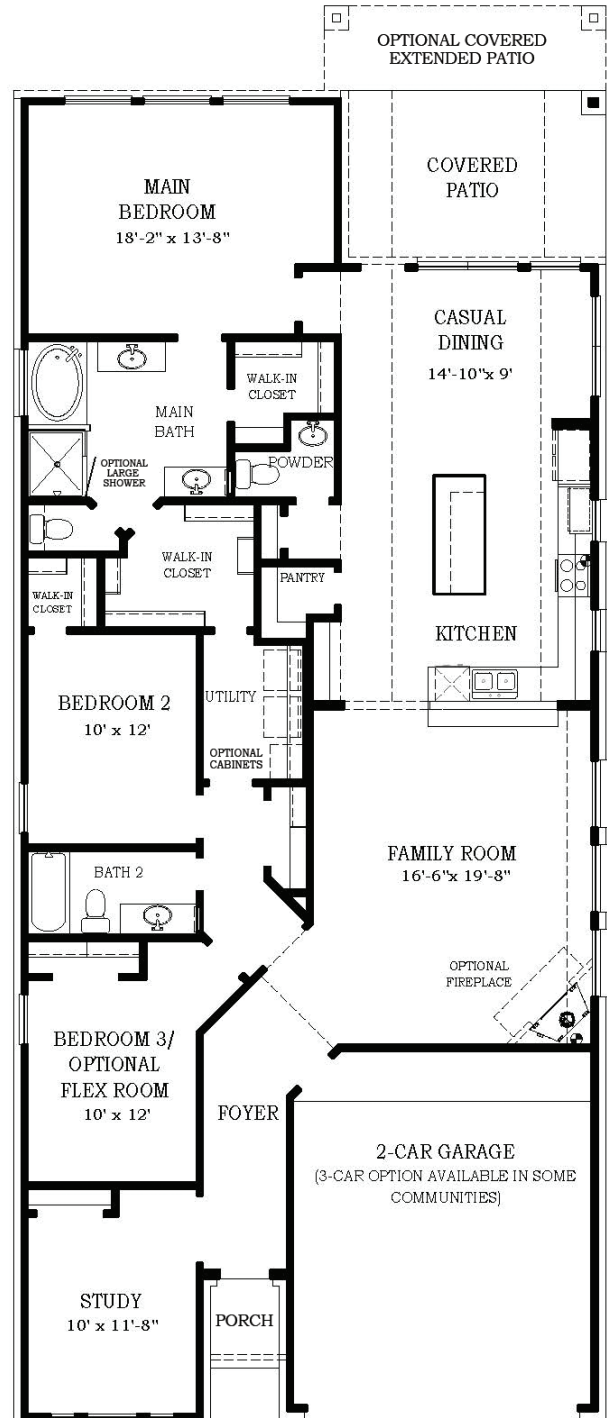 OPTIONAL COVERED
EXTENDED PATIO
COVERED
PATIO
MAIN
BEDROOM
18'-2" x 13'-8"
CASUAL
DINING
14'-10"x 9'
WALK-IN
CLOSET
MAIN
BATH
OPTIONAL
LARGE
SHOWER
POWDER
WALK-IN
CLOSET
PANTRY
WALK-IN
CLOSET
KITCHEN
BEDROOM 2
10' x 12'
UTILITY
OPTIONAL
CABINETS
FAMILY ROOM
16'-6"x 19'-8"
BATH 2
OPTIONAL
FIREPLACE
BEDROOM 3/
OPTIONAL
FLEX ROOM
10' x 12'
FOYER
2-CAR GARAGE
(3-CAR OPTION AVAILABLE IN SOME
COMMUNITIES)
STUDY
10' x 11'-8"
PORCH